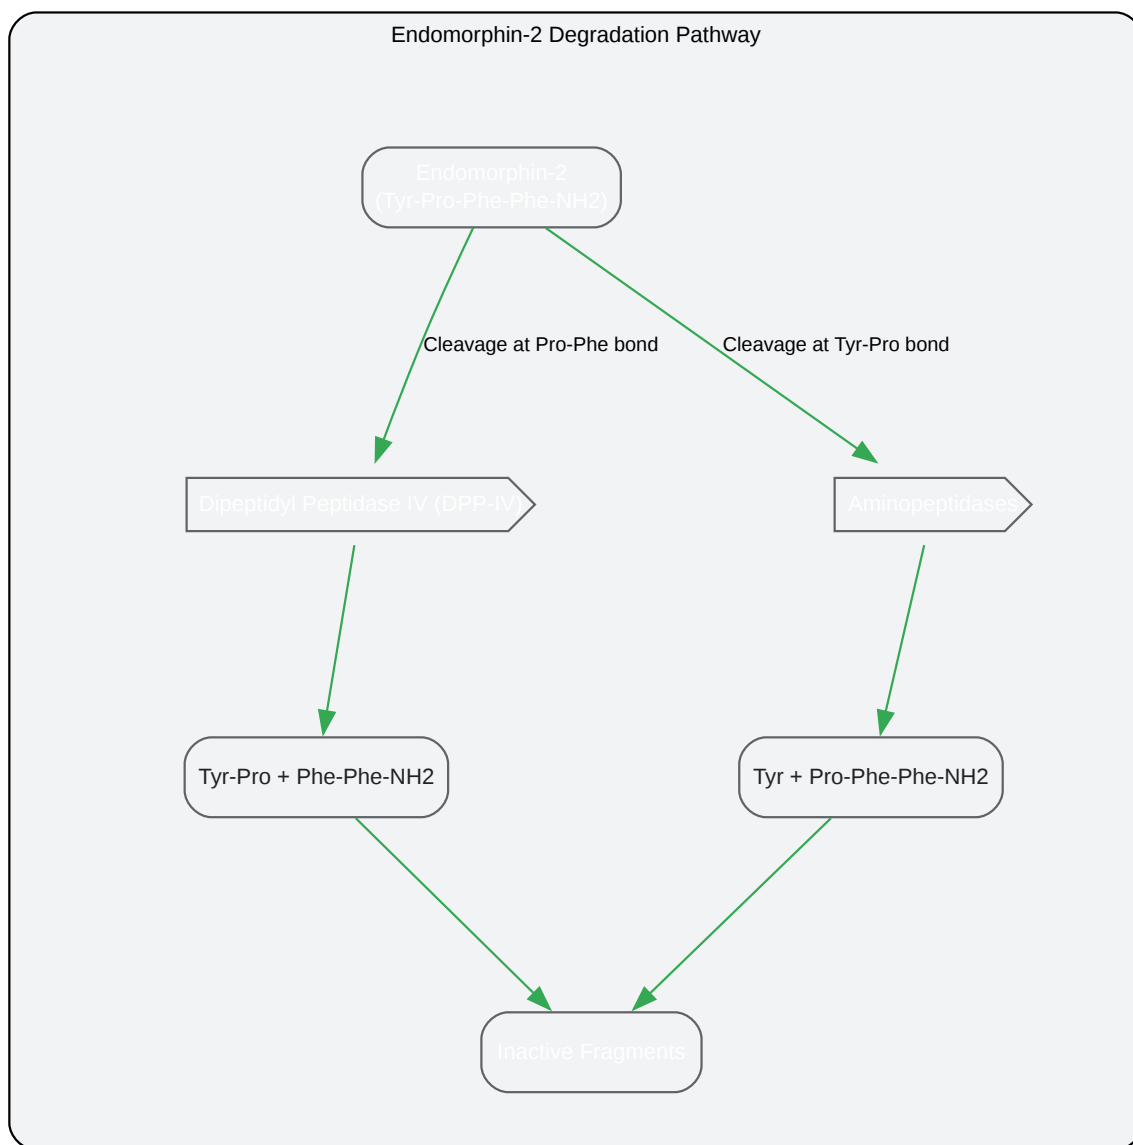 Endomorphin-2 Degradation Pathway
Endomorphin-2
(Tyr-Pro-Phe-Phe-NH2)
Cleavage at Pro-Phe bond
Cleavage at Tyr-Pro bond
Dipeptidyl Peptidase IV (DPP-IV)
Aminopeptidases
Tyr-Pro + Phe-Phe-NH2
Tyr + Pro-Phe-Phe-NH2
Inactive Fragments